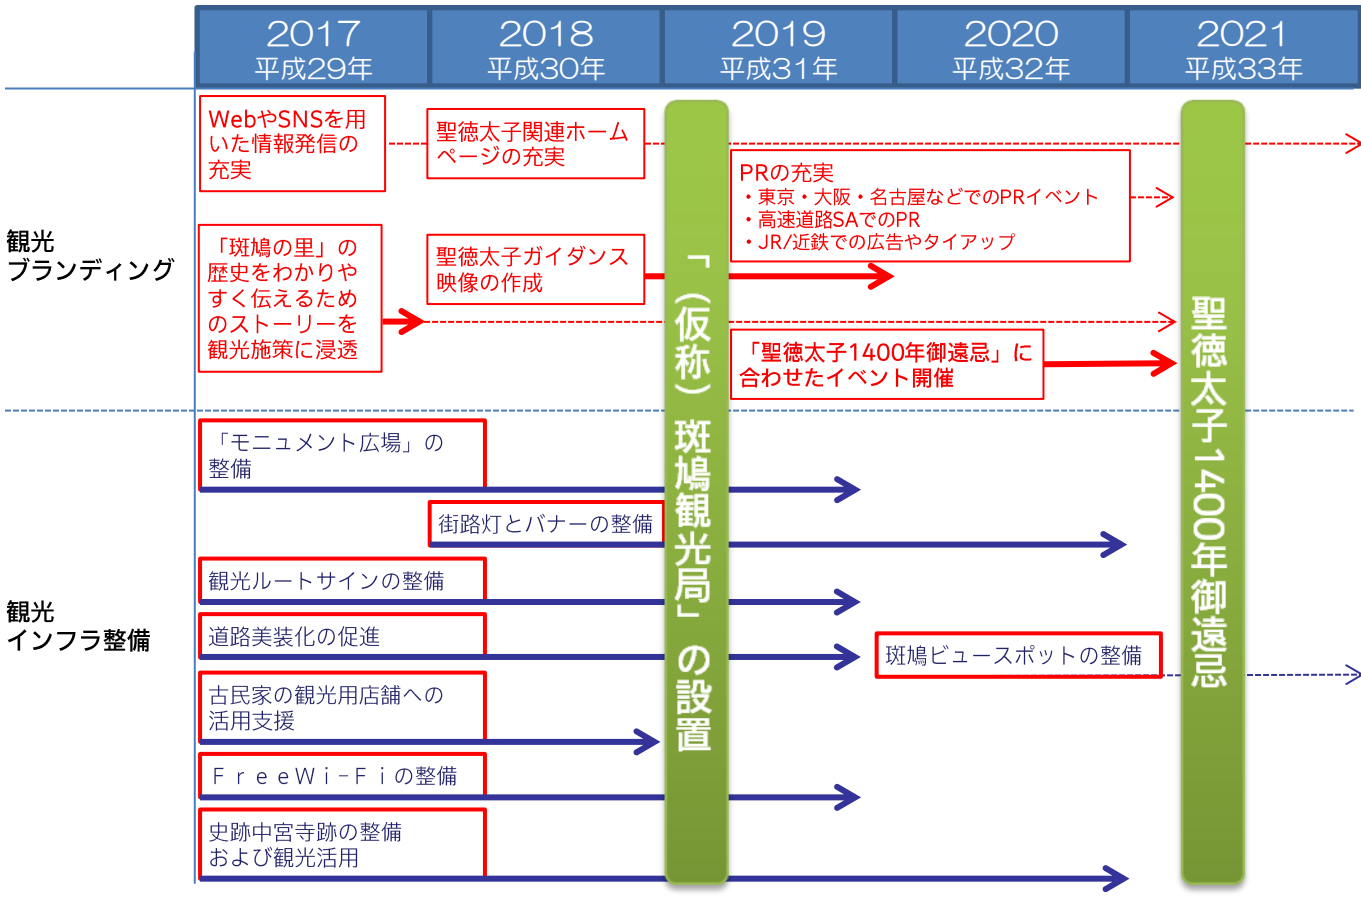 2017
平成29年
2018
平成30年
2019
平成31年
2020
平成32年
2021
平成33年
観光
ブランディング
WebやSNSを用
いた情報発信の
充実
聖徳太子関連ホーム
ページの充実
PRの充実
・東京・大阪・名古屋などでのPRイベント
・高速道路SAでのPR
・JR/近鉄での広告やタイアップ
「斑鳩の里」の
歴史をわかりや
すく伝えるため
のストーリーを
観光施策に浸透
聖徳太子ガイダンス
映像の作成
「聖徳太子1400年御遠忌」に
合わせたイベント開催
「（仮称）斑鳩観光局」の設置
聖徳太子1400年御遠忌
観光
インフラ整備
「モニュメント広場」の
整備
街路灯とバナーの整備
観光ルートサインの整備
道路美装化の促進
斑鳩ビュースポットの整備
古民家の観光用店舗への
活用支援
ＦｒｅｅＷｉ−Ｆｉの整備
史跡中宮寺跡の整備
および観光活用